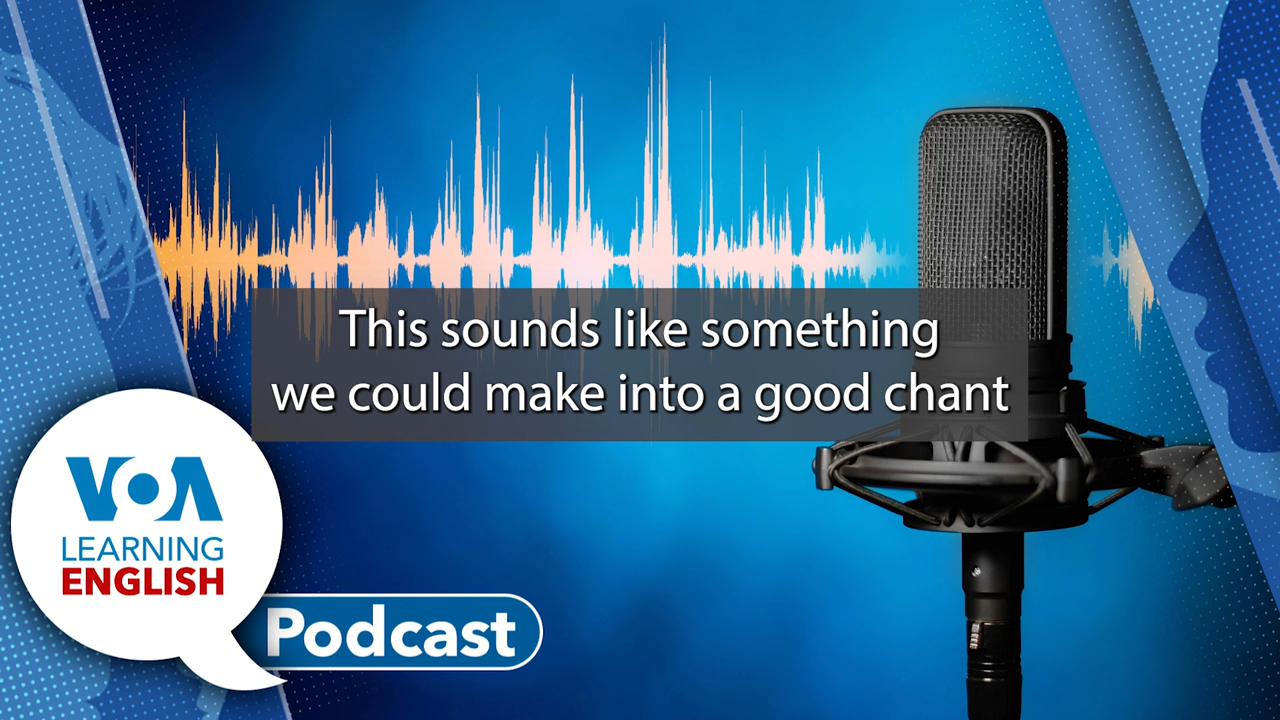 This sounds like something
we could make into a good chant
VOA
LEARNING
ENGLISH
Podcast